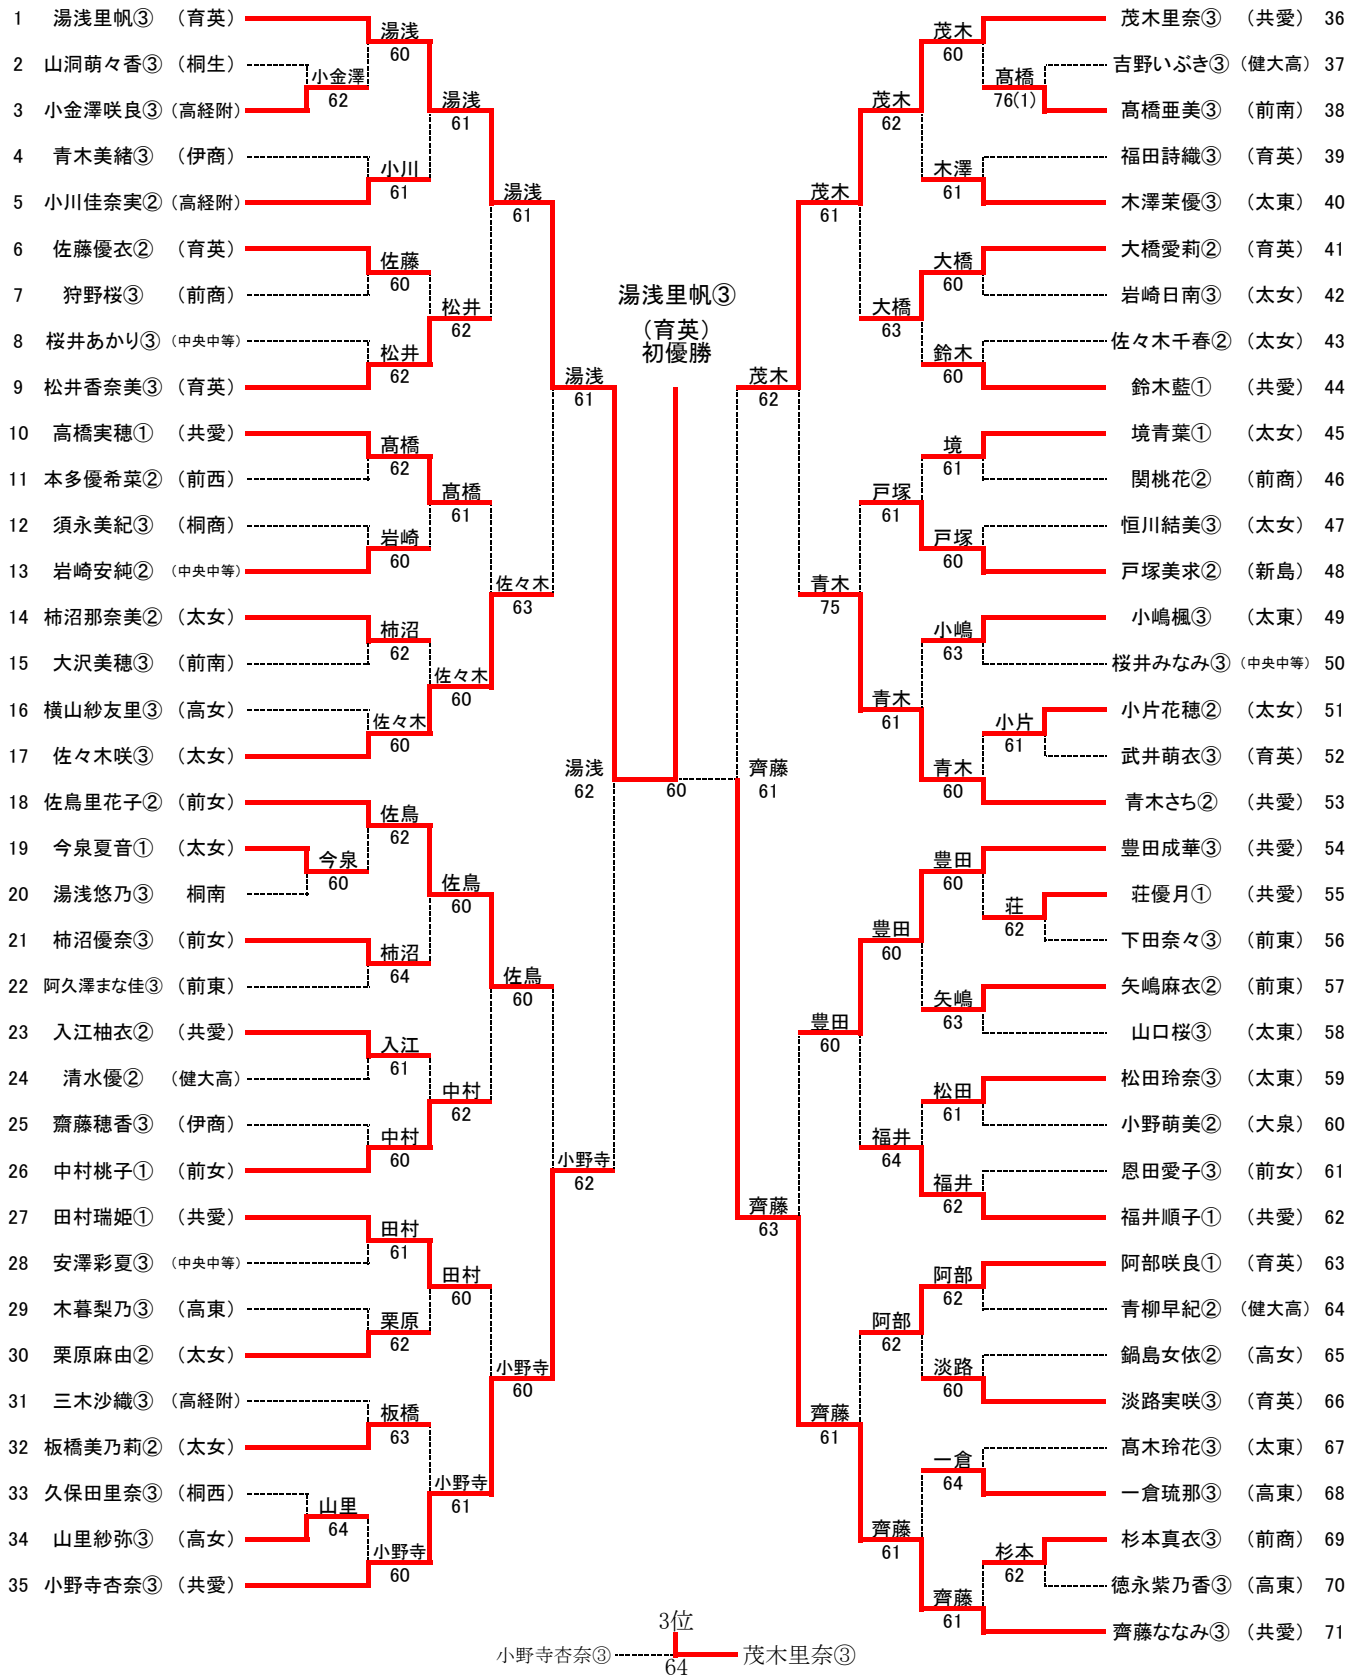 1 湯浅里帆③ （育英）
2 山洞萌々香③ （桐生）
3 小金澤咲良③ （高経附）
4 青木美緒③ （伊商）
5 小川佳奈実② （高経附）
6 佐藤優衣② （育英）
7 狩野桜③ （前商）
8 桜井あかり③ （中央中等）
9 松井香奈美③ （育英）
10 高橋実穂① （共愛）
11 本多優希菜② （前西）
12 須永美紀③ （桐商）
13 岩崎安純② （中央中等）
14 柿沼那奈美② （太女）
15 大沢美穂③ （前南）
16 横山紗友里③ （高女）
17 佐々木咲③ （太女）
18 佐鳥里花子② （前女）
19 今泉夏音① （太女）
20 湯浅悠乃③ 桐南
21 柿沼優奈③ （前女）
22 阿久澤まな佳③ （前東）
23 入江柚衣② （共愛）
24 清水優② （健大高）
25 齋藤穂香③ （伊商）
26 中村桃子① （前女）
27 田村瑞姫① （共愛）
28 安澤彩夏③ （中央中等）
29 木暮梨乃③ （高東）
30 栗原麻由② （太女）
31 三木沙織③ （高経附）
32 板橋美乃莉② （太女）
33 久保田里奈③ （桐西）
34 山里紗弥③ （高女）
35 小野寺杏奈③ （共愛）
小金澤
62
今泉
60
山里
64
湯浅
60
小川
61
佐藤
60
松井
62
髙橋
62
岩崎
60
柿沼
62
佐々木
60
佐鳥
62
柿沼
64
入江
61
中村
60
田村
61
栗原
62
板橋
63
小野寺
60
湯浅
61
松井
62
髙橋
61
佐々木
60
佐鳥
60
中村
62
田村
60
小野寺
61
湯浅
61
佐々木
63
佐鳥
60
小野寺
60
湯浅
61
小野寺
62
湯浅
62
湯浅里帆③
（育英）
初優勝
60
齊藤
61
茂木
62
齊藤
63
茂木
61
青木
75
豊田
60
齊藤
61
茂木
62
大橋
63
戸塚
61
青木
61
豊田
60
福井
64
阿部
62
齊藤
61
茂木
60
木澤
61
大橋
60
鈴木
60
境
61
戸塚
60
小嶋
63
青木
60
豊田
60
矢嶋
63
松田
61
福井
62
阿部
62
淡路
60
一倉
64
齊藤
61
髙橋
76(1)
小片
61
荘
62
杉本
62
茂木里奈③ （共愛） 36
吉野いぶき③ （健大高） 37
髙橋亜美③ （前南） 38
福田詩織③ （育英） 39
木澤茉優③ （太東） 40
大橋愛莉② （育英） 41
岩崎日南③ （太女） 42
佐々木千春② （太女） 43
鈴木藍① （共愛） 44
境青葉① （太女） 45
関桃花② （前商） 46
恒川結美③ （太女） 47
戸塚美求② （新島） 48
小嶋楓③ （太東） 49
桜井みなみ③ （中央中等） 50
小片花穂② （太女） 51
武井萌衣③ （育英） 52
青木さち② （共愛） 53
豊田成華③ （共愛） 54
荘優月① （共愛） 55
下田奈々③ （前東） 56
矢嶋麻衣② （前東） 57
山口桜③ （太東） 58
松田玲奈③ （太東） 59
小野萌美② （大泉） 60
恩田愛子③ （前女） 61
福井順子① （共愛） 62
阿部咲良① （育英） 63
青柳早紀② （健大高） 64
鍋島女依② （高女） 65
淡路実咲③ （育英） 66
髙木玲花③ （太東） 67
一倉琉那③ （高東） 68
杉本真衣③ （前商） 69
徳永紫乃香③ （高東） 70
齊藤ななみ③ （共愛） 71
3位
小野寺杏奈③ 茂木里奈③
64